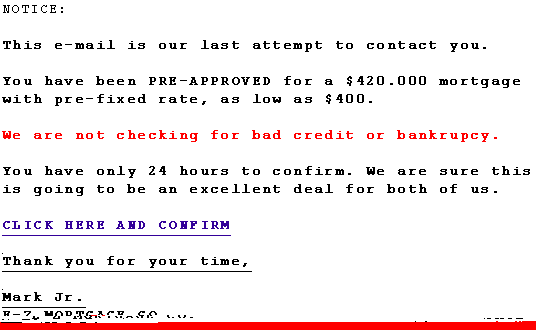 NOTICE:
This e-mail is our last attempt to contact you.
You have been PRE-APPROVED for a $420.000 mortgage
with pre-fixed rate, as low as $400.
We are not checking for bad credit or bankrupcy.
You have only 24 hours to confirm. We are sure this
is going to be an excellent deal for both of us.
CLICK HERE AND CONFIRM
Thank you for your time,
Mark Jr.